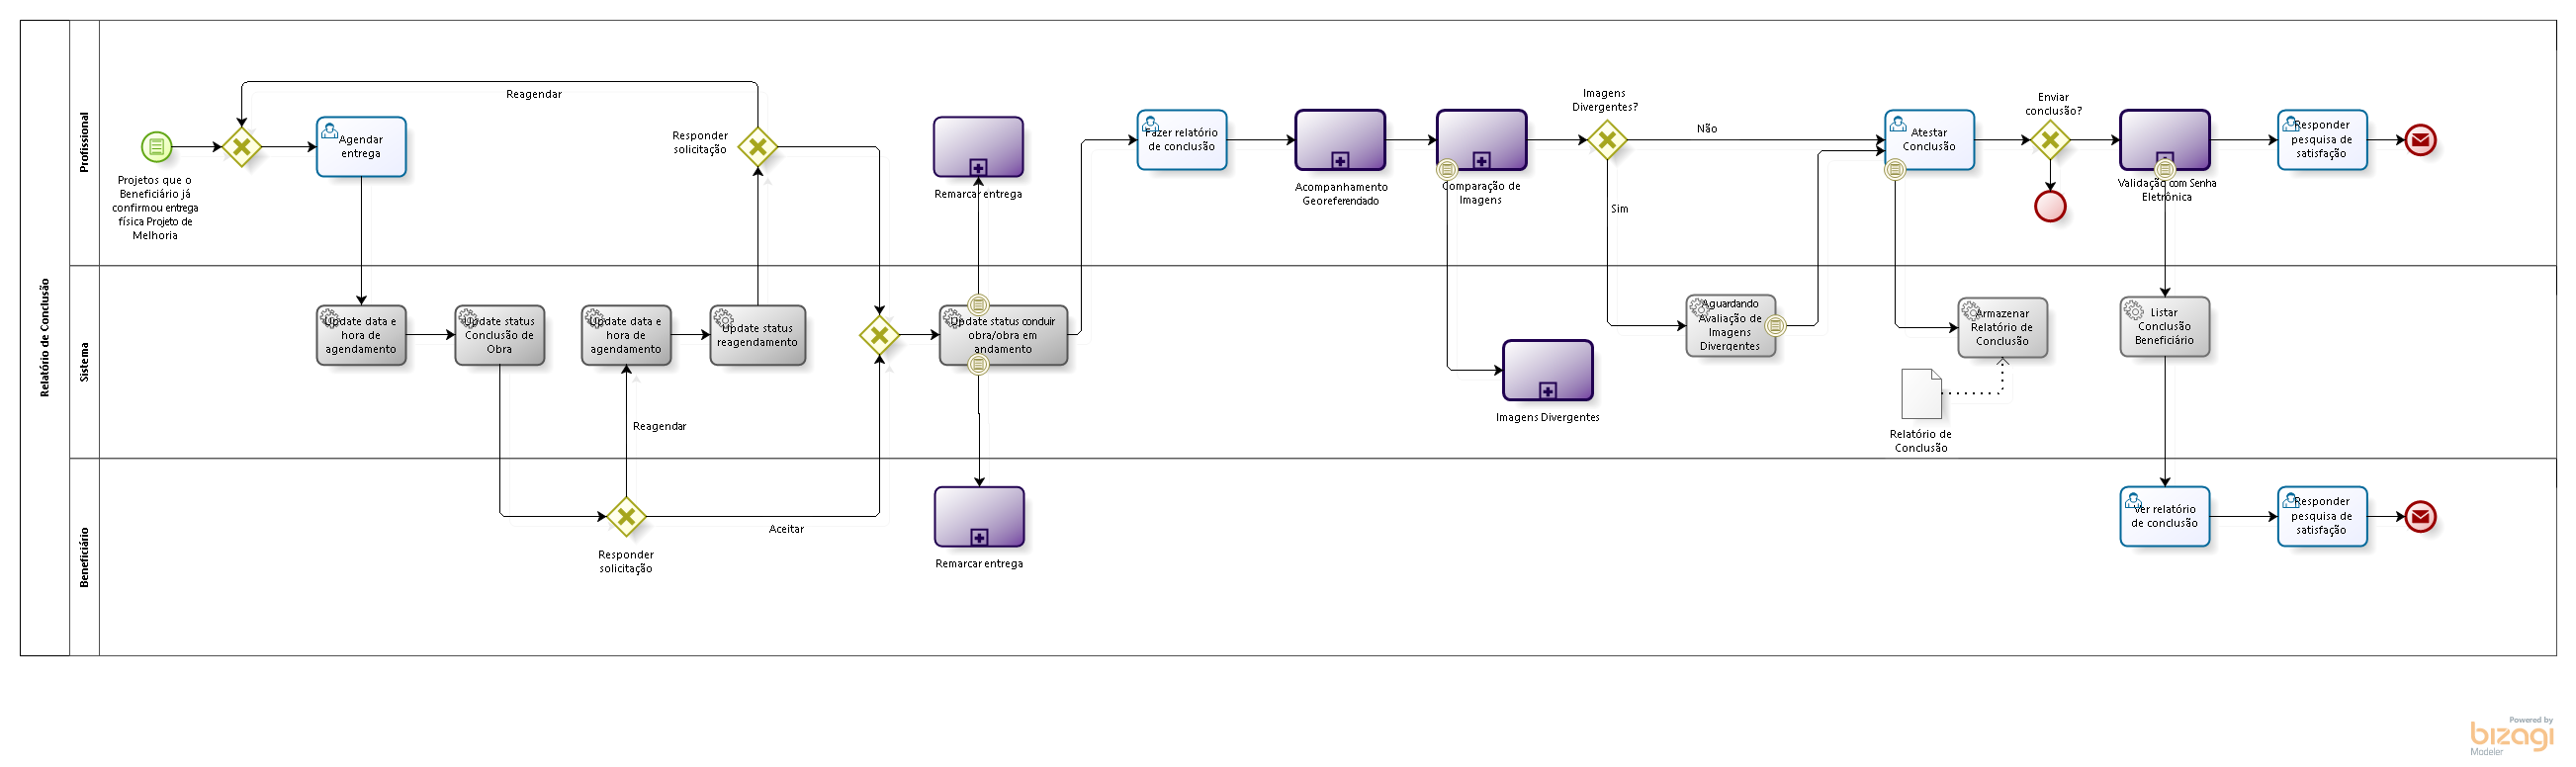 Relatório de Conclusão
Profissional
Sistema
Beneficiário
Projetos que o
Beneficiário já
confirmou entrega
física Projeto de
Melhoria
Reagendar
Agendar
entrega
Responder
solicitação
Remarcar entrega
Fazer relatório
de conclusão
Acompanhamento
Georeferenciado
Comparação de
Imagens
Imagens
Divergentes?
Não
Sim
Atestar
Conclusão
Enviar
conclusão?
Validação com Senha
Eletrônica
Responder
pesquisa de
satisfação
Update data e
hora de
agendamento
Update status
Conclusão de
Obra
Update data e
hora de
agendamento
Update status
reagendamento
Update status concluir
obra/obra em
andamento
Imagens Divergentes
Aguardando
Avaliação de
Imagens
Divergentes
Armazenar
Relatório de
Conclusão
Relatório de
Conclusão
Listar
Conclusão
Beneficiário
Reagendar
Responder
solicitação
Aceitar
Remarcar entrega
Ver relatório
de conclusão
Responder
pesquisa de
satisfação
Powered by
bizagi
Modeler